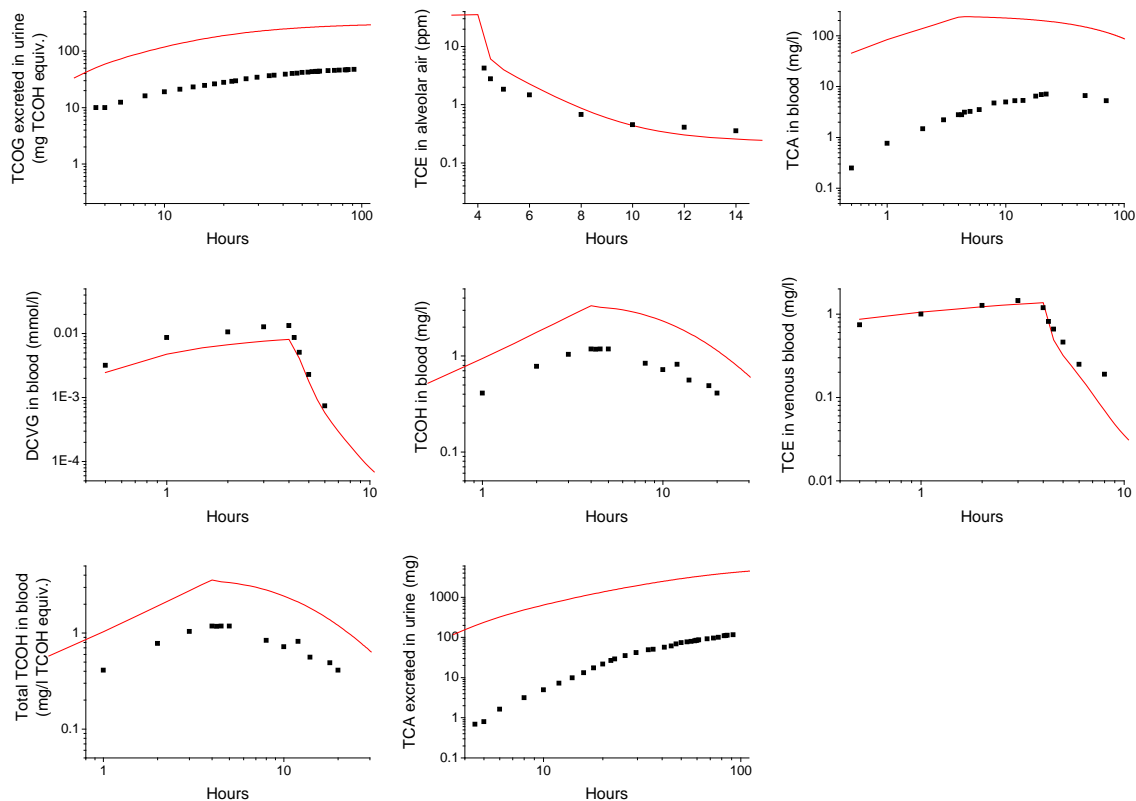 TCOG excreted in urine
(mg TCOH equiv.)
100
10
1
10
100
Hours
TCE in alveolar air (ppm)
10
1
0.1
4
6
8
10
12
14
Hours
TCA in blood (mg/l)
100
10
1
0.1
1
10
100
Hours
DCVG in blood (mmol/l)
0.01
1E-3
1E-4
1
10
Hours
TCOH in blood (mg/l)
1
0.1
1
10
Hours
TCE in venous blood (mg/l)
1
0.1
0.01
1
10
Hours
Total TCOH in blood
(mg/l TCOH equiv.)
1
0.1
1
10
Hours
TCA excreted in urine (mg)
1000
100
10
1
0.1
10
100
Hours